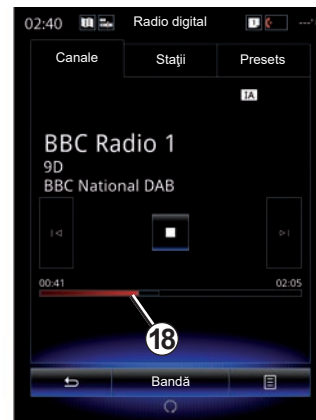 02:40 Radio digital
Canale Stații Presets
IA
BBC Radio 1
9D
BBC National DAB
00:41 02:05
18
Bandă